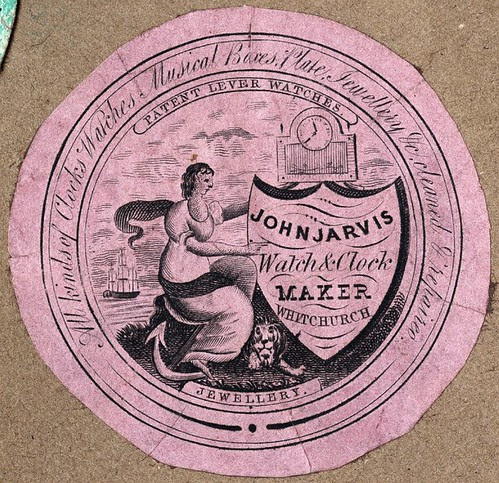 All kinds of Clocks Watches Musical Boxes, Plate, Jewellery &c. cleaned & repaired.
PATENT LEVER WATCHES.
JOHN JARVIS
Watch & Clock
MAKER
WHITCHURCH
JEWELLERY.